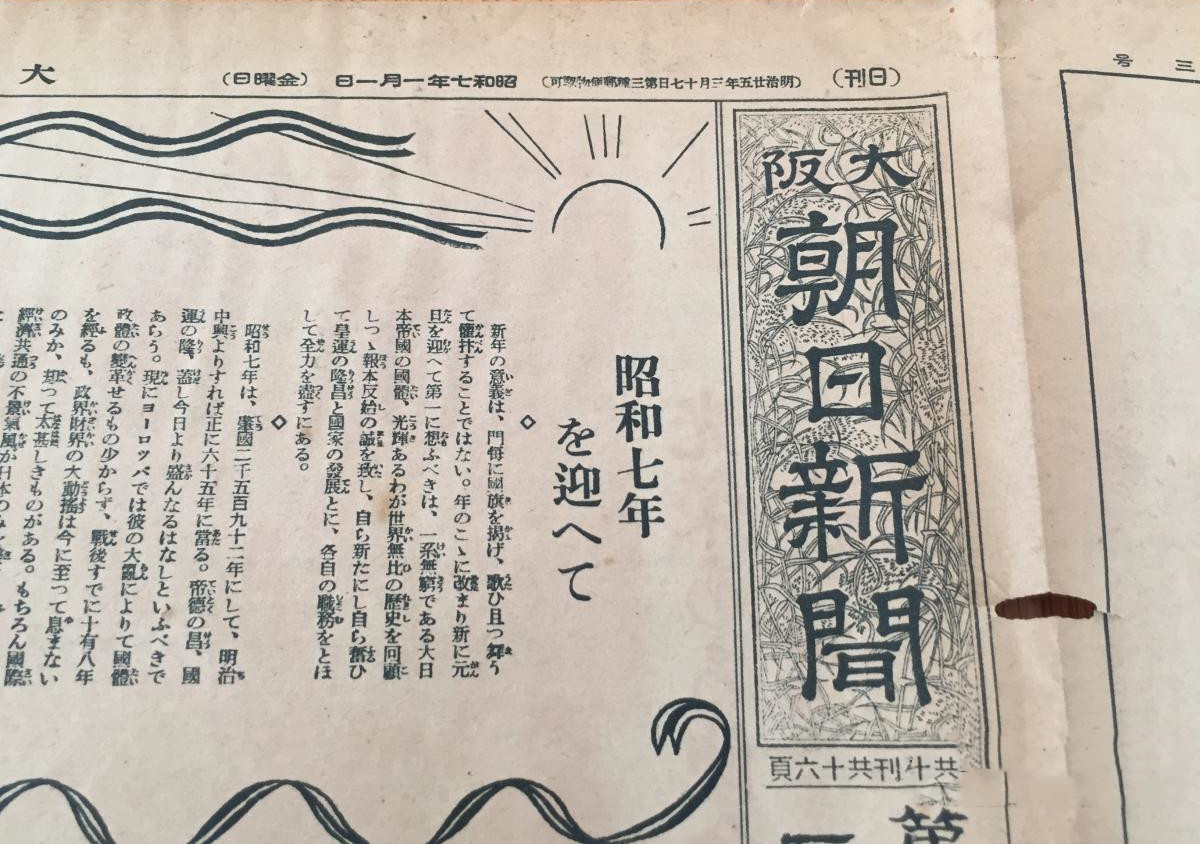 (日刊)
(明治廿五年三月十七日第三種郵便物認可)
昭和七年一月一日
(金曜日)
大
三号
大阪
朝日新聞
頁六十共刊十共
第
昭和七年
を迎へて
◇
新年の意義は、門毎に國旗を揭げ、歌ひ且つ舞う
て慶抃することではない。年のこゝに改まり新に元
旦を迎へて第一に想ふべきは、一系無窮である大日
本帝國の國體、光輝あるわが世界無比の歷史を回顧
しつゝ報本反始の誠を致し、自ら新たにし自ら奮ひ
て皇運の隆昌と國家の發展とに、各自の職務をとほ
して全力を盡すにある。
◇
昭和七年は、肇國二千五百九十二年にして、明治
中興よりすれば正に六十五年に當る。帝德の昌、國
運の隆、蓋し今日より盛んなるはなしといふべきで
あらう。現にヨーロッパでは彼の大亂によりて國體
政體の變革せるもの少からず、戰後すでに十有八年
を經るも、政界財界の大動搖は今に至って息まない
のみか、却って太甚しきものがある。もちろん國際
經濟共通の不景氣風が日本のみ